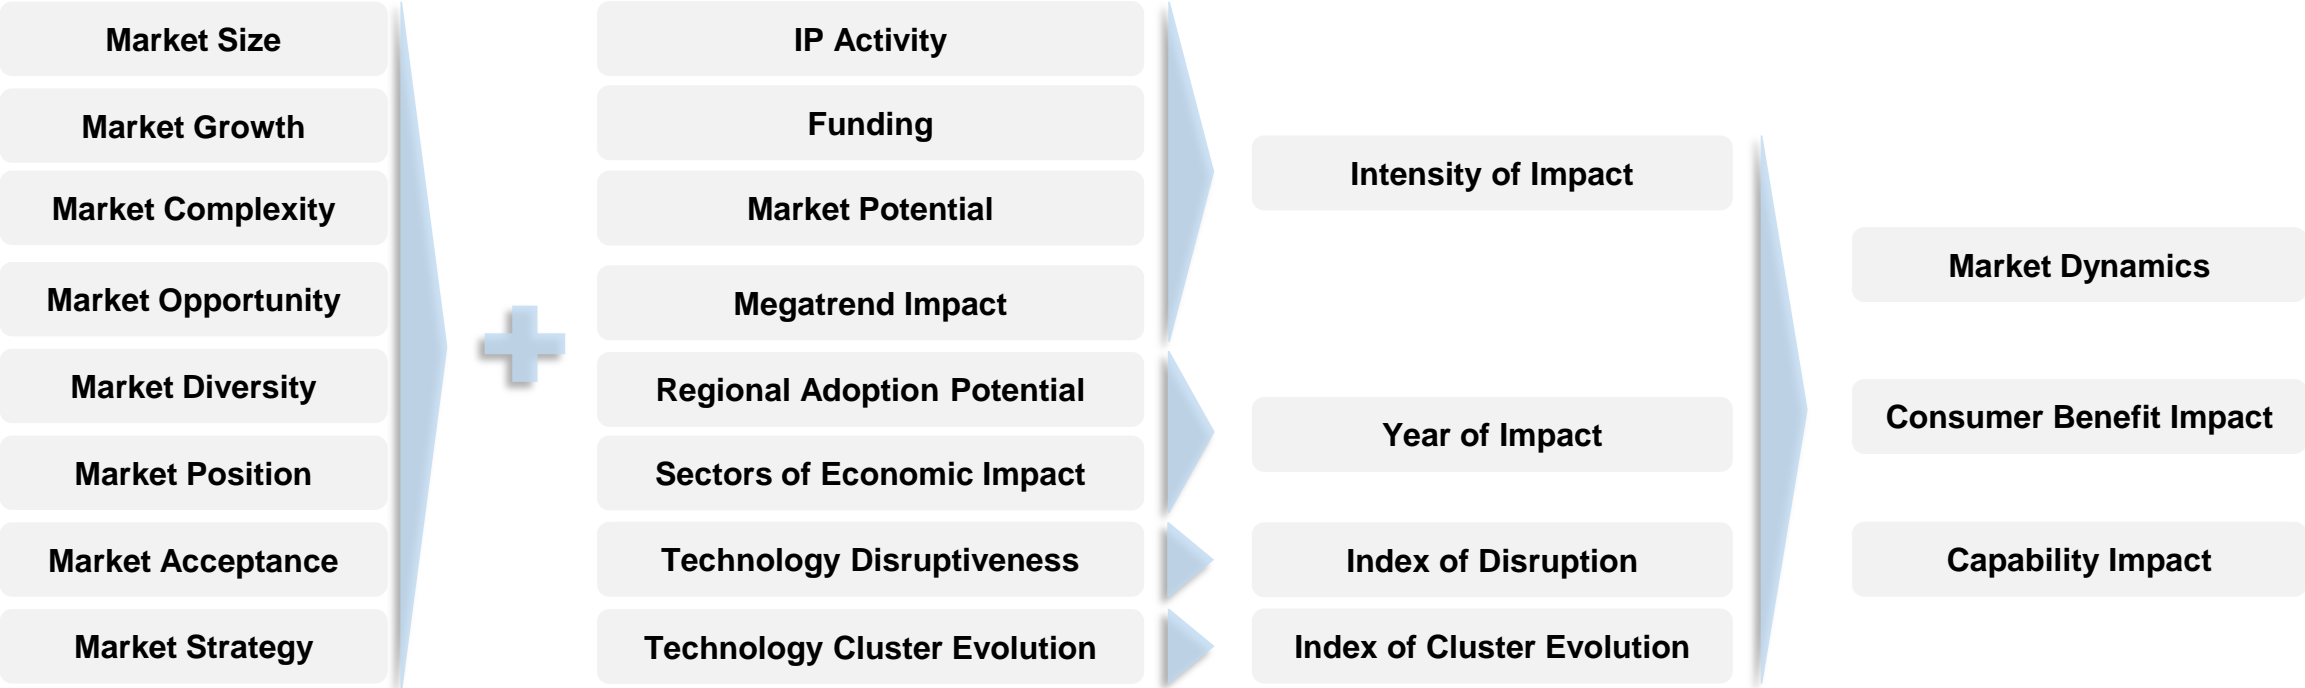 Market Size
Market Growth
Market Complexity
Market Opportunity
Market Diversity
Market Position
Market Acceptance
Market Strategy
IP Activity
Funding
Market Potential
Megatrend Impact
Regional Adoption Potential
Sectors of Economic Impact
Technology Disruptiveness
Technology Cluster Evolution
Intensity of Impact
Year of Impact
Index of Disruption
Index of Cluster Evolution
Market Dynamics
Consumer Benefit Impact
Capability Impact